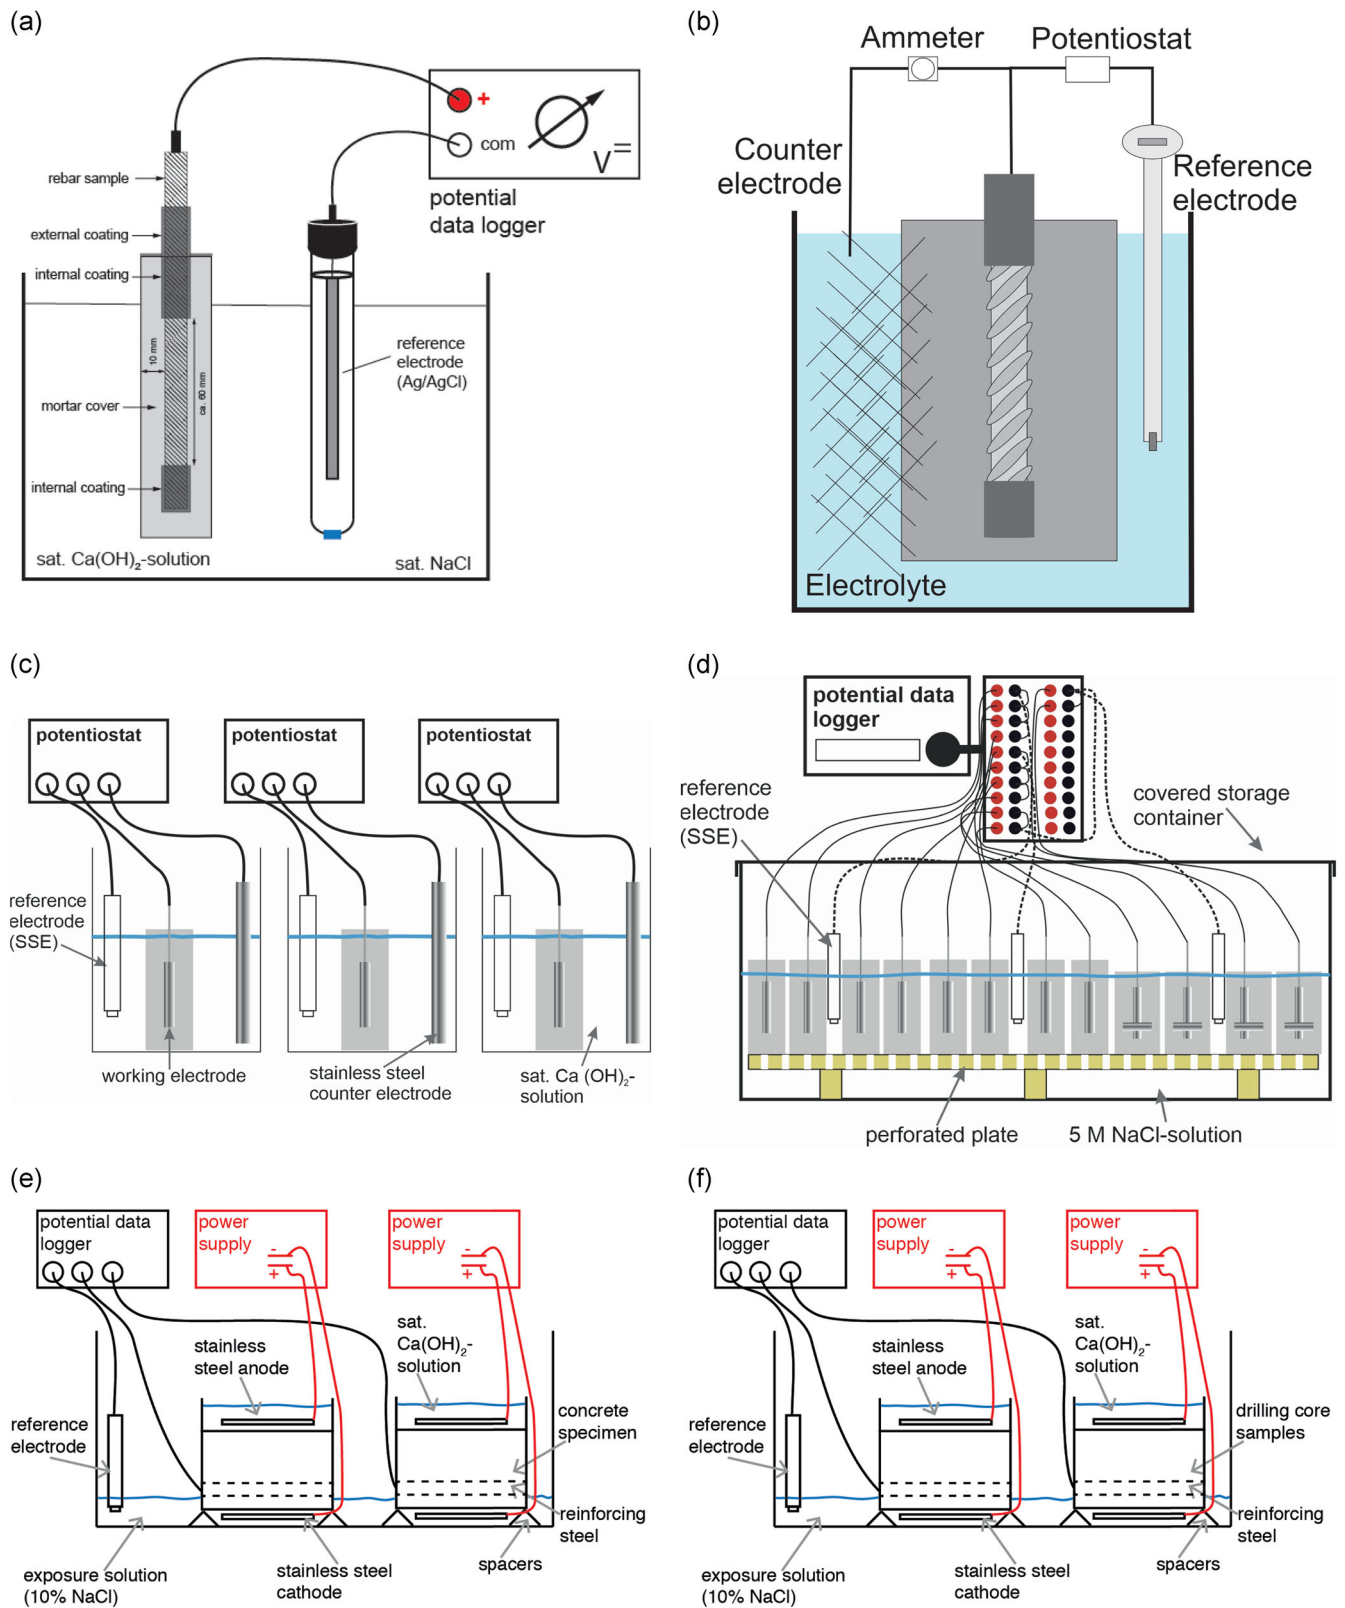 (a)
+
com
V=
potential
data logger
rebar sample
external coating
internal coating
10 mm
ca. 60 mm
mortar cover
internal coating
reference
electrode
(Ag/AgCl)
sat. Ca(OH)₂-solution
sat. NaCl
(b)
Ammeter
Potentiostat
Counter
electrode
Reference
electrode
Electrolyte
(c)
potentiostat
potentiostat
potentiostat
reference
electrode
(SSE)
working electrode
stainless steel
counter electrode
sat. Ca (OH)₂-
solution
(d)
potential data
logger
reference
electrode
(SSE)
covered storage
container
perforated plate
5 M NaCl-solution
(e)
potential data
logger
power
supply
-
+
power
supply
-
+
stainless
steel anode
sat.
Ca(OH)₂-
solution
reference
electrode
concrete
specimen
reinforcing
steel
spacers
exposure solution
(10% NaCl)
stainless steel
cathode
(f)
potential data
logger
power
supply
-
+
power
supply
-
+
stainless
steel anode
sat.
Ca(OH)₂-
solution
reference
electrode
drilling core
samples
reinforcing
steel
spacers
exposure solution
(10% NaCl)
stainless steel
cathode